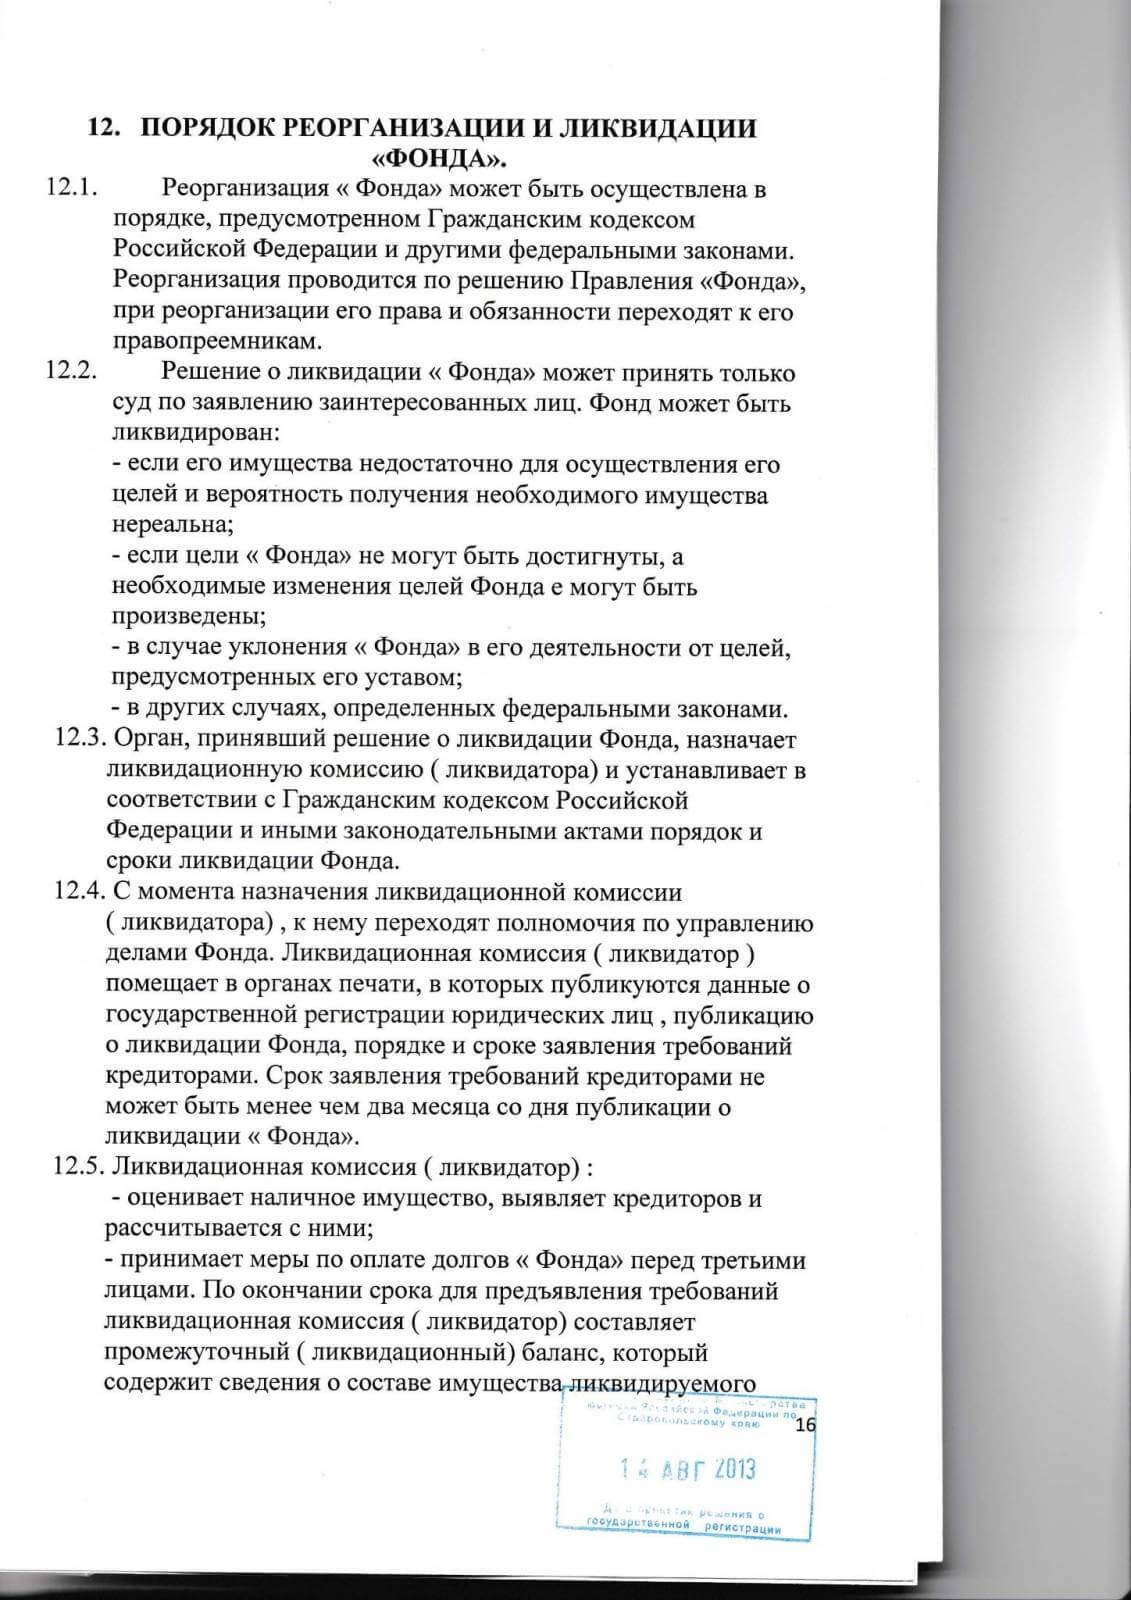 12. ПОРЯДОК РЕОРГАНИЗАЦИИ И ЛИКВИДАЦИИ
«ФОНДА».
12.1. Реорганизация « Фонда» может быть осуществлена в
порядке, предусмотренном Гражданским кодексом
Российской Федерации и другими федеральными законами.
Реорганизация проводится по решению Правления «Фонда»,
при реорганизации его права и обязанности переходят к его
правопреемникам.
12.2. Решение о ликвидации « Фонда» может принять только
суд по заявлению заинтересованных лиц. Фонд может быть
ликвидирован:
- если его имущества недостаточно для осуществления его
целей и вероятность получения необходимого имущества
нереальна;
- если цели « Фонда» не могут быть достигнуты, а
необходимые изменения целей Фонда е могут быть
произведены;
- в случае уклонения « Фонда» в его деятельности от целей,
предусмотренных его уставом;
- в других случаях, определенных федеральными законами.
12.3. Орган, принявший решение о ликвидации Фонда, назначает
ликвидационную комиссию ( ликвидатора) и устанавливает в
соответствии с Гражданским кодексом Российской
Федерации и иными законодательными актами порядок и
сроки ликвидации Фонда.
12.4. С момента назначения ликвидационной комиссии
( ликвидатора) , к нему переходят полномочия по управлению
делами Фонда. Ликвидационная комиссия ( ликвидатор )
помещает в органах печати, в которых публикуются данные о
государственной регистрации юридических лиц , публикацию
о ликвидации Фонда, порядке и сроке заявления требований
кредиторами. Срок заявления требований кредиторами не
может быть менее чем два месяца со дня публикации о
ликвидации « Фонда».
12.5. Ликвидационная комиссия ( ликвидатор) :
- оценивает наличное имущество, выявляет кредиторов и
рассчитывается с ними;
- принимает меры по оплате долгов « Фонда» перед третьими
лицами. По окончании срока для предъявления требований
ликвидационная комиссия ( ликвидатор) составляет
промежуточный ( ликвидационный) баланс, который
содержит сведения о составе имущества ликвидируемого
Российской Федерации по
Ставропольскому краю
16
14 АВГ 2013
решения о
государственной регистрации